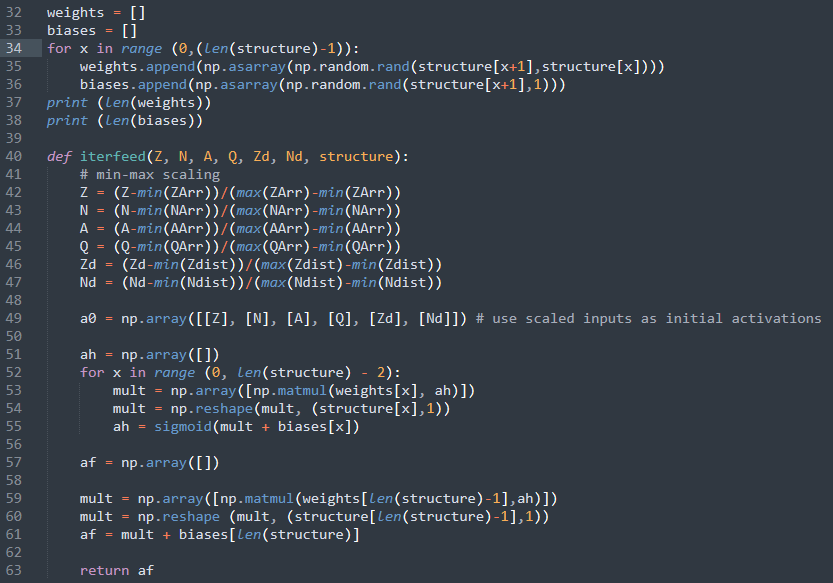 32 weights = []
33 biases = []
34 for x in range (0,(len(structure)-1)):
35     weights.append(np.asarray(np.random.rand(structure[x+1],structure[x])))
36     biases.append(np.asarray(np.random.rand(structure[x+1],1)))
37 print (len(weights))
38 print (len(biases))
39
40 def iterfeed(Z, N, A, Q, Zd, Nd, structure):
41     # min-max scaling
42     Z = (Z-min(ZArr))/(max(ZArr)-min(ZArr))
43     N = (N-min(NArr))/(max(NArr)-min(NArr))
44     A = (A-min(AArr))/(max(AArr)-min(AArr))
45     Q = (Q-min(QArr))/(max(QArr)-min(QArr))
46     Zd = (Zd-min(Zdist))/(max(Zdist)-min(Zdist))
47     Nd = (Nd-min(Ndist))/(max(Ndist)-min(Ndist))
48
49     a0 = np.array([[Z], [N], [A], [Q], [Zd], [Nd]]) # use scaled inputs as initial activations
50
51     ah = np.array([])
52     for x in range (0, len(structure) - 2):
53         mult = np.array([np.matmul(weights[x], ah)])
54         mult = np.reshape(mult, (structure[x],1))
55         ah = sigmoid(mult + biases[x])
56
57     af = np.array([])
58
59     mult = np.array([np.matmul(weights[len(structure)-1],ah)])
60     mult = np.reshape (mult, (structure[len(structure)-1],1))
61     af = mult + biases[len(structure)]
62
63     return af